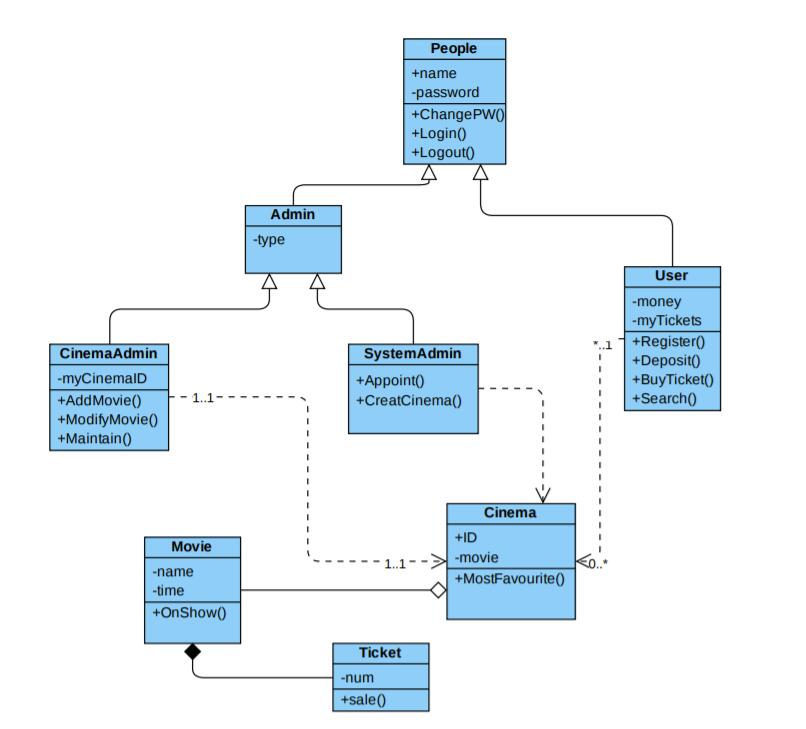 People
+name
-password
+ChangePW()
+Login()
+Logout()
Admin
-type
User
-money
-myTickets
+Register()
+Deposit()
+BuyTicket()
+Search()
*..1
CinemaAdmin
-myCinemaID
+AddMovie()
+ModifyMovie()
+Maintain()
1..1
SystemAdmin
+Appoint()
+CreatCinema()
Cinema
+ID
-movie
+MostFavourite()
1..1
0..*
Movie
-name
-time
+OnShow()
Ticket
-num
+sale()